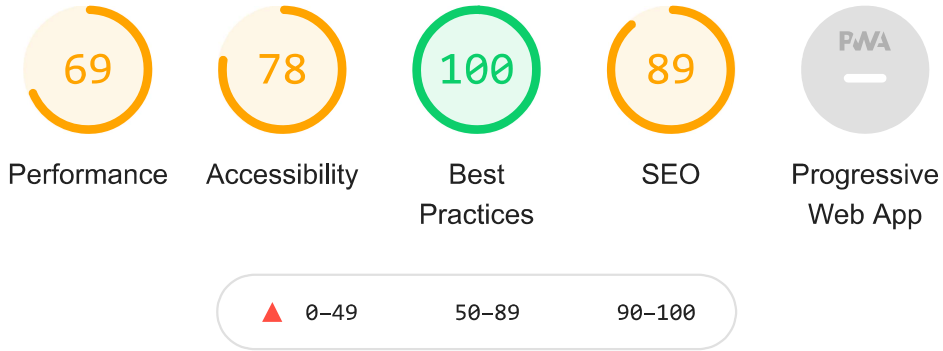 69 78 100 89 PWA
Performance Accessibility Best Practices SEO Progressive Web App
0–49 50–89 90–100